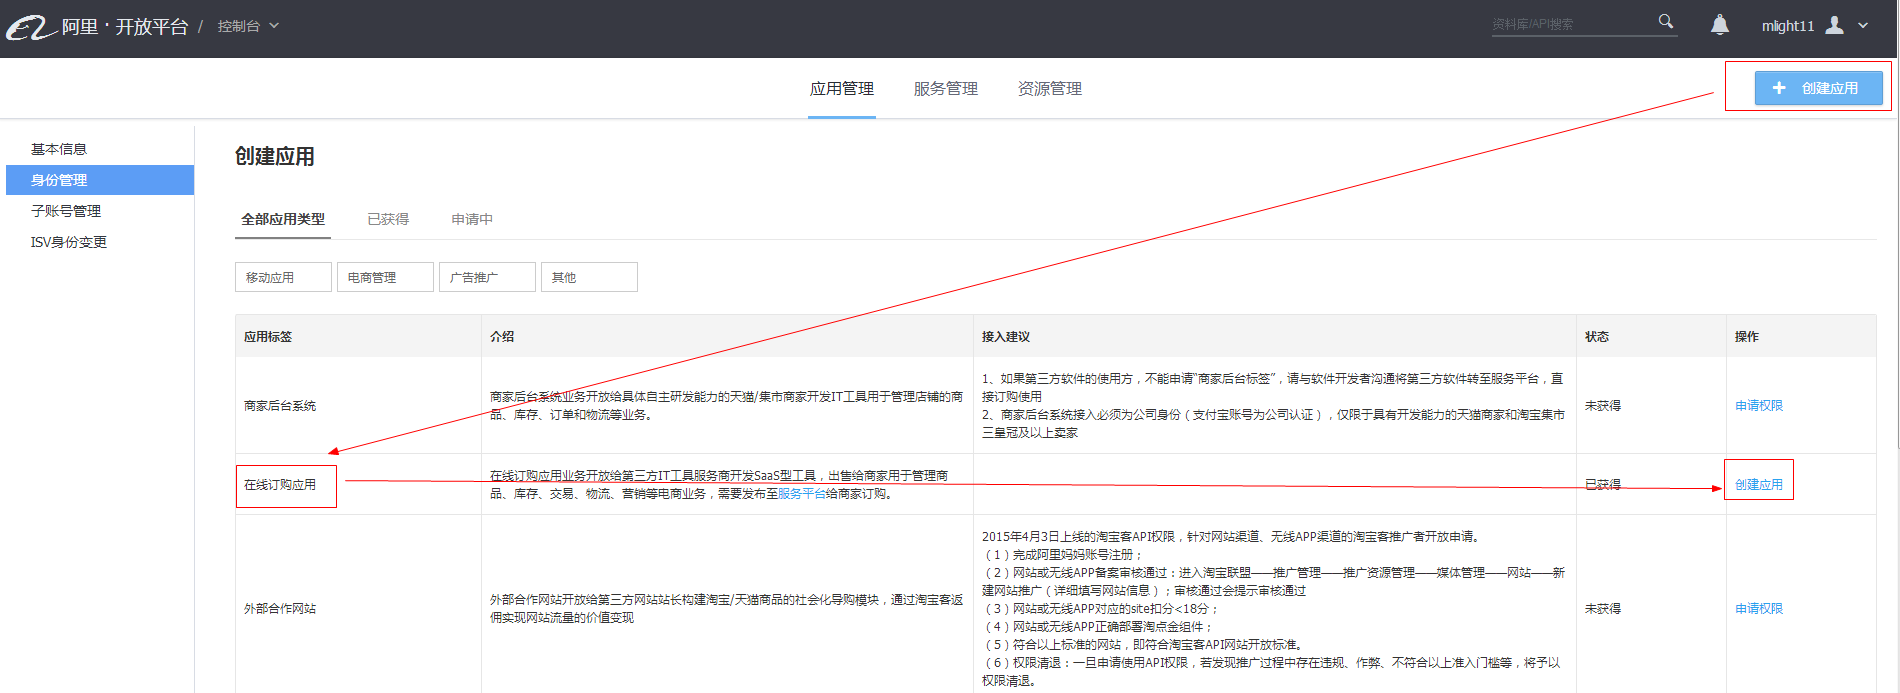 阿里·开放平台 / 控制台
资料库/API搜索
mlight11
应用管理 服务管理 资源管理
+ 创建应用
基本信息
身份管理
子账号管理
ISV身份变更
创建应用
全部应用类型 已获得 申请中
移动应用 电商管理 广告推广 其他
应用标签 介绍 接入建议 状态 操作
商家后台系统
商家后台系统业务开放给具体自主研发能力的天猫/集市商家开发IT工具用于管理店铺的商
品、库存、订单和物流等业务。
1、如果第三方软件的使用方，不能申请“商家后台标签”，请与软件开发者沟通将第三方软件转至服务平台，直
接订购使用
2、商家后台系统接入必须为公司身份（支付宝账号为公司认证），仅限于具有开发能力的天猫商家和淘宝集市
三皇冠及以上卖家
未获得
申请权限
在线订购应用
在线订购应用业务开放给第三方IT工具服务商开发SaaS型工具，出售给商家用于管理商
品、库存、交易、物流、营销等电商业务，需要发布至服务平台给商家订购。
已获得
创建应用
外部合作网站
外部合作网站开放给第三方网站站长构建淘宝/天猫商品的社会化导购模块，通过淘宝客返
佣实现网站流量的价值变现
2015年4月3日上线的淘宝客API权限，针对网站渠道、无线APP渠道的淘宝客推广者开放申请。
（1）完成阿里妈妈账号注册；
（2）网站或无线APP备案审核通过：进入淘宝联盟——推广管理——推广资源管理——媒体管理——网站——新
建网站推广（详细填写网站信息）；审核通过会提示审核通过
（3）网站或无线APP对应的site扣分<18分；
（4）网站或无线APP正确部署淘点金组件；
（5）符合以上标准的网站，即符合淘宝客API网站开放标准。
（6）权限清退：一旦申请使用API权限，若发现推广过程中存在违规、作弊、不符合以上准入门槛等，将予以
权限清退。
未获得
申请权限